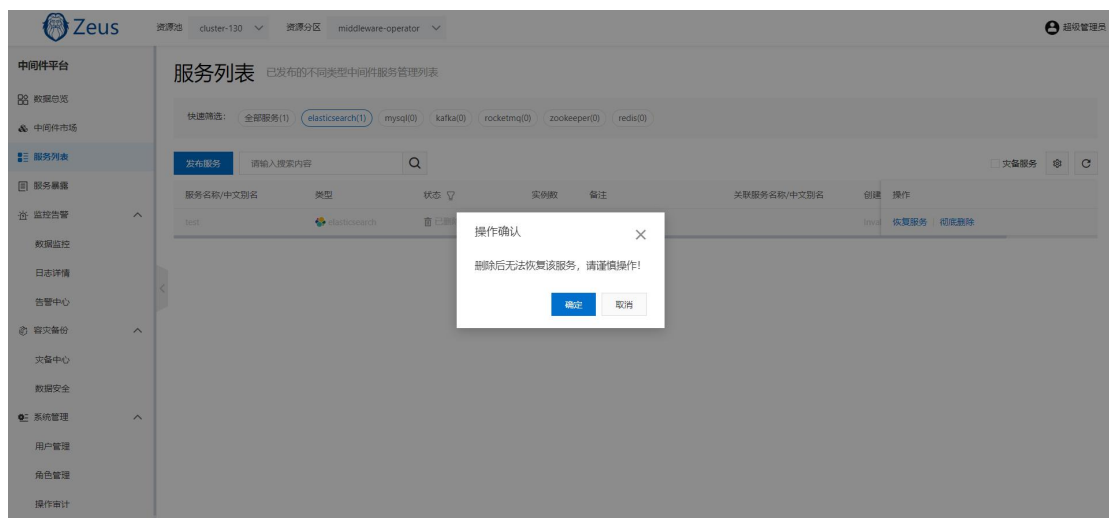 Zeus
资源池 cluster-130 资源分区 middleware-operator 超级管理员
中间件平台
数据总览
中间件市场
服务列表
服务暴露
监控告警
数据监控
日志详情
告警中心
容灾备份
灾备中心
数据安全
系统管理
用户管理
角色管理
操作审计
服务列表 已发布的不同类型中间件服务管理列表
快速筛选: 全部服务(1) elasticsearch(1) mysql(0) kafka(0) rocketmq(0) zookeeper(0) redis(0)
发布服务 请输入搜索内容 灾备服务
服务名称/中文别名 类型 状态 实例数 备注 关联服务名称/中文别名 创建 操作
test elasticsearch 已删除 Inval 恢复服务 彻底删除
操作确认
删除后无法恢复该服务，请谨慎操作!
确定 取消